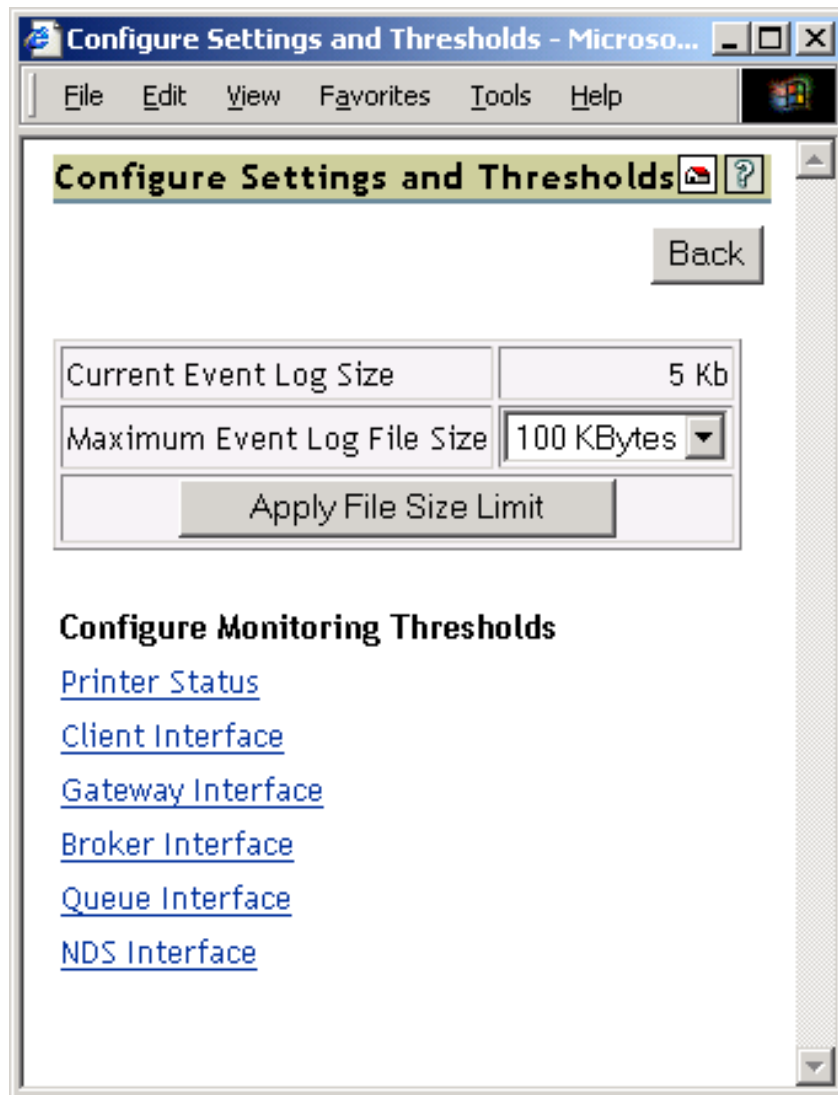 Configure Settings and Thresholds - Microso...
File Edit View Favorites Tools Help
Configure Settings and Thresholds ?
Back
Current Event Log Size 5 Kb
Maximum Event Log File Size 100 KBytes
Apply File Size Limit
Configure Monitoring Thresholds
Printer Status
Client Interface
Gateway Interface
Broker Interface
Queue Interface
NDS Interface